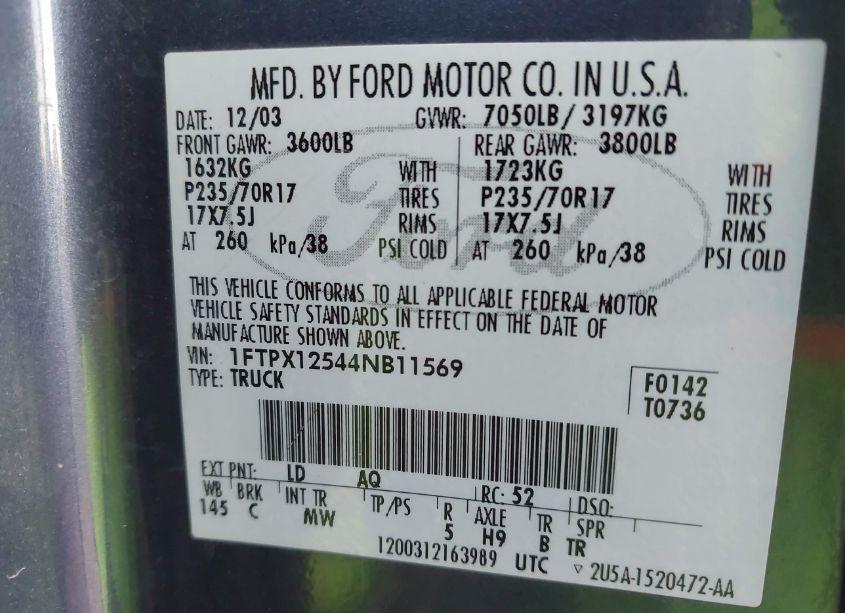 MFD. BY FORD MOTOR CO. IN U.S.A.
DATE: 12/03 GVWR: 7050LB/ 3197KG
FRONT GAWR: 3600LB REAR GAWR: 3800LB
1632KG WITH 1723KG WITH
P235/70R17 TIRES P235/70R17 TIRES
17X7.5J RIMS 17X7.5J RIMS
AT 260 kPa/38 PSI COLD AT 260 kPa/38 PSI COLD
Ford
THIS VEHICLE CONFORMS TO ALL APPLICABLE FEDERAL MOTOR
VEHICLE SAFETY STANDARDS IN EFFECT ON THE DATE OF
MANUFACTURE SHOWN ABOVE.
VIN: 1FTPX12544NB11569
TYPE: TRUCK
F0142
T0736
EXT PNT: LD AQ RC: 52 DSO:
WB BRK INT TR TP/PS R AXLE TR SPR
145 C MW 5 H9 B TR
1200312163989 UTC ▽ 2U5A-1520472-AA